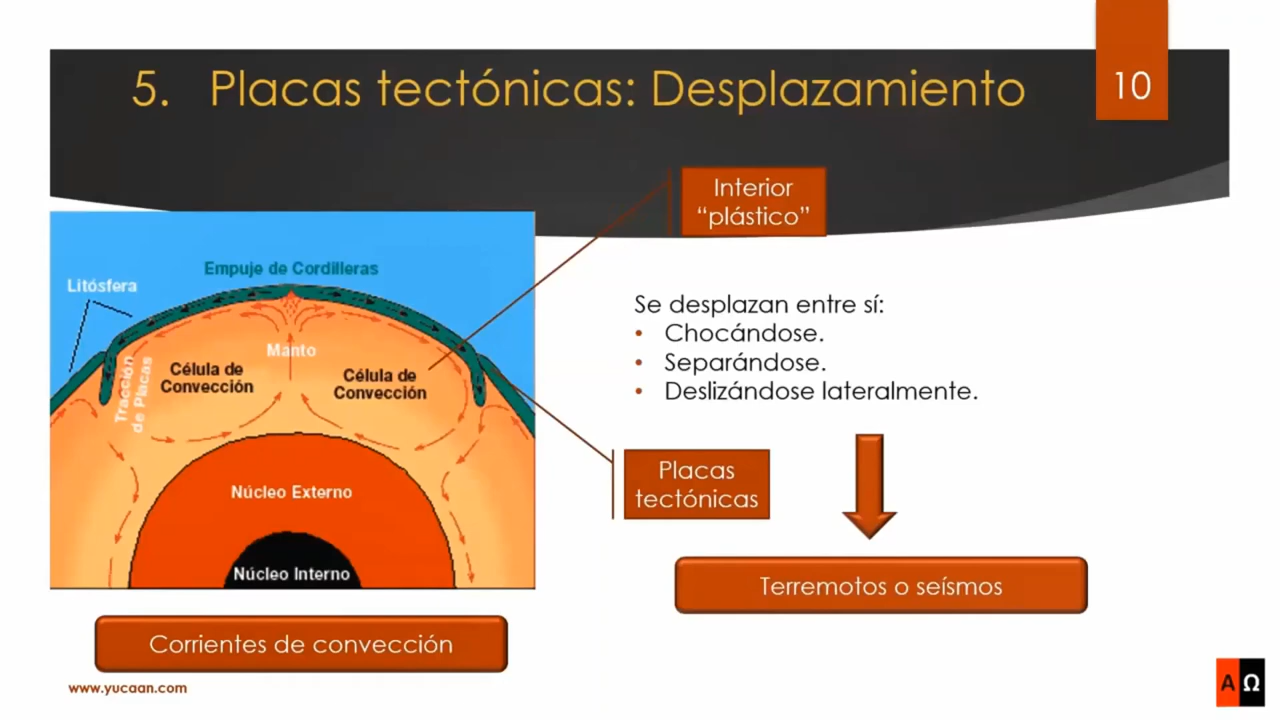 5. Placas tectónicas: Desplazamiento
10
Interior
“plástico”
Empuje de Cordilleras
Litósfera
Manto
Célula de
Convección
Célula de
Convección
Tracción
de Placas
Núcleo Externo
Núcleo Interno
Se desplazan entre sí:
• Chocándose.
• Separándose.
• Deslizándose lateralmente.
Placas
tectónicas
Terremotos o seísmos
Corrientes de convección
www.yucaan.com
A Ω